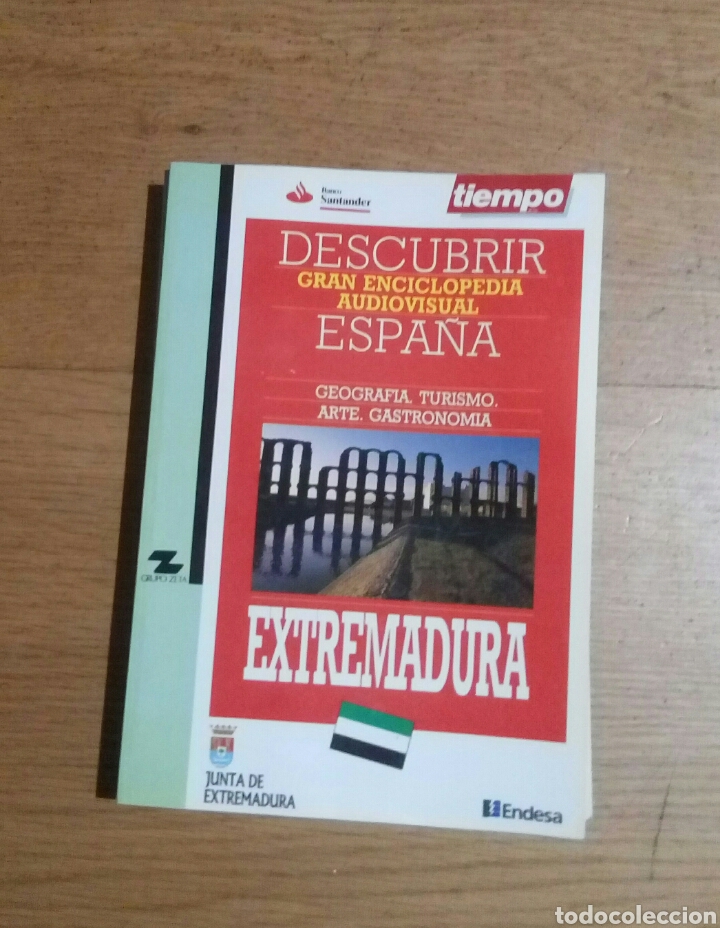 Banco
Santander
tiempo
DESCUBRIR
GRAN ENCICLOPEDIA
AUDIOVISUAL
ESPAÑA
GEOGRAFIA. TURISMO.
ARTE. GASTRONOMIA
GRUPO ZETA
EXTREMADURA
JUNTA DE
EXTREMADURA
Endesa
todocoleccion